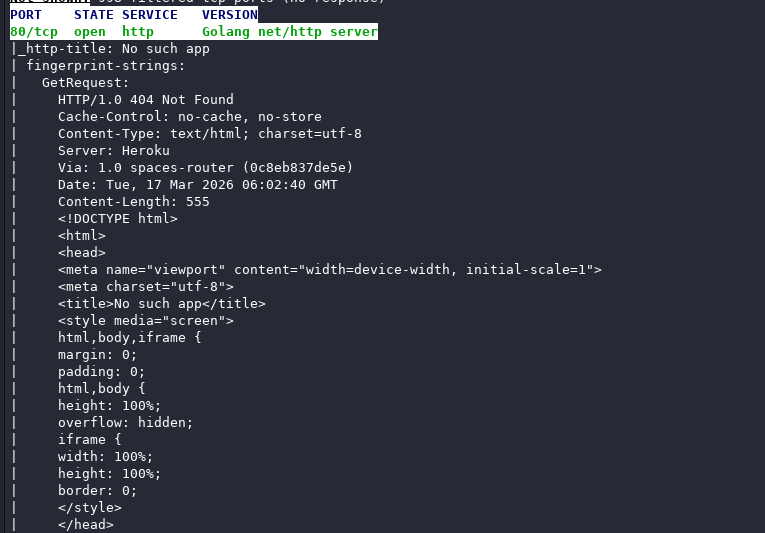 998 filtered tcp ports (no-response)
PORT    STATE SERVICE   VERSION
80/tcp  open  http      Golang net/http server
|_http-title: No such app
| fingerprint-strings:
|   GetRequest:
|     HTTP/1.0 404 Not Found
|     Cache-Control: no-cache, no-store
|     Content-Type: text/html; charset=utf-8
|     Server: Heroku
|     Via: 1.0 spaces-router (0c8eb837de5e)
|     Date: Tue, 17 Mar 2026 06:02:40 GMT
|     Content-Length: 555
|     <!DOCTYPE html>
|     <html>
|     <head>
|     <meta name="viewport" content="width=device-width, initial-scale=1">
|     <meta charset="utf-8">
|     <title>No such app</title>
|     <style media="screen">
|     html,body,iframe {
|     margin: 0;
|     padding: 0;
|     html,body {
|     height: 100%;
|     overflow: hidden;
|     iframe {
|     width: 100%;
|     height: 100%;
|     border: 0;
|     </style>
|     </head>